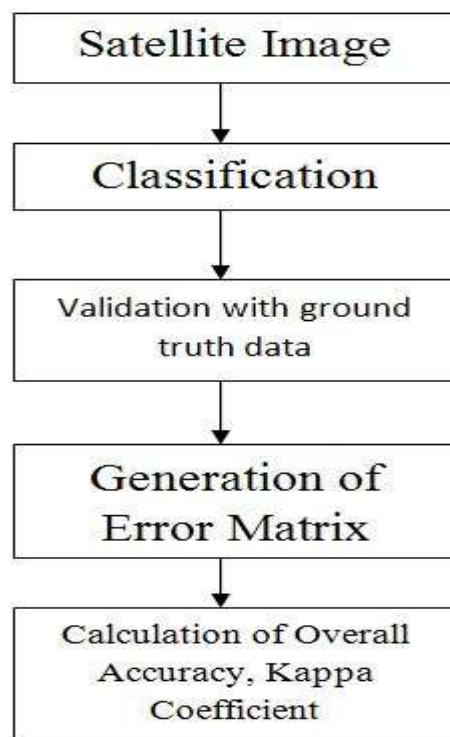 Satellite Image
Classification
Validation with ground
truth data
Generation of
Error Matrix
Calculation of Overall
Accuracy, Kappa
Coefficient